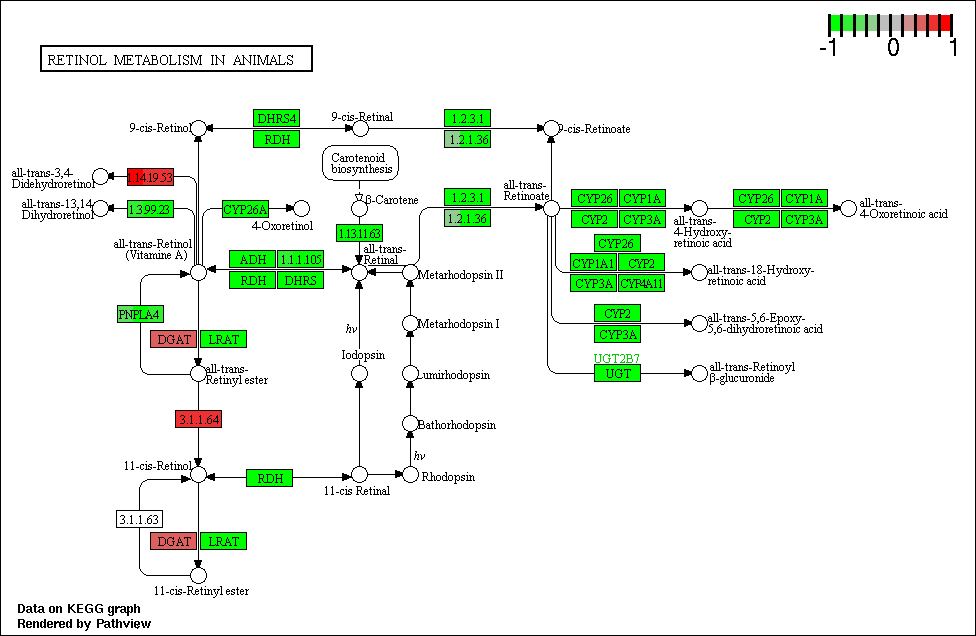 -1 0 1
RETINOL METABOLISM IN ANIMALS
9-cis-Retinol
DHRS4
RDH
9-cis-Retinal
1.2.3.1
1.2.1.36
9-cis-Retinoate
Carotenoid
biosynthesis
β-Carotene
1.13.11.63
all-trans-
Retinal
all-trans-3,4-
Didehydroretinol
1.14.19.53
all-trans-13,14
Dihydroretinol
1.3.99.23
CYP26A
4-Oxoretinol
all-trans-Retinol
(Vitamine A)
ADH
1.1.1.105
RDH
DHRS
1.2.3.1
1.2.1.36
all-trans-
Retinoate
CYP26
CYP1A
CYP2
CYP3A
all-trans-
4-Hydroxy-
retinoic acid
CYP26
CYP1A
CYP2
CYP3A
all-trans-
4-Oxoretinoic acid
CYP26
CYP1A1
CYP2
CYP3A
CYP4A11
all-trans-18-Hydroxy-
retinoic acid
CYP2
CYP3A
all-trans-5,6-Epoxy-
5,6-dihydroretinoic acid
UGT2B7
UGT
all-trans-Retinoyl
β-glucuronide
Metarhodopsin II
Metarhodopsin I
Lumirhodopsin
Bathorhodopsin
hν
Rhodopsin
hν
Iodopsin
11-cis Retinal
PNPLA4
DGAT
LRAT
all-trans-
Retinyl ester
3.1.1.64
11-cis-Retinol
RDH
3.1.1.63
DGAT
LRAT
11-cis-Retinyl ester
Data on KEGG graph
Rendered by Pathview